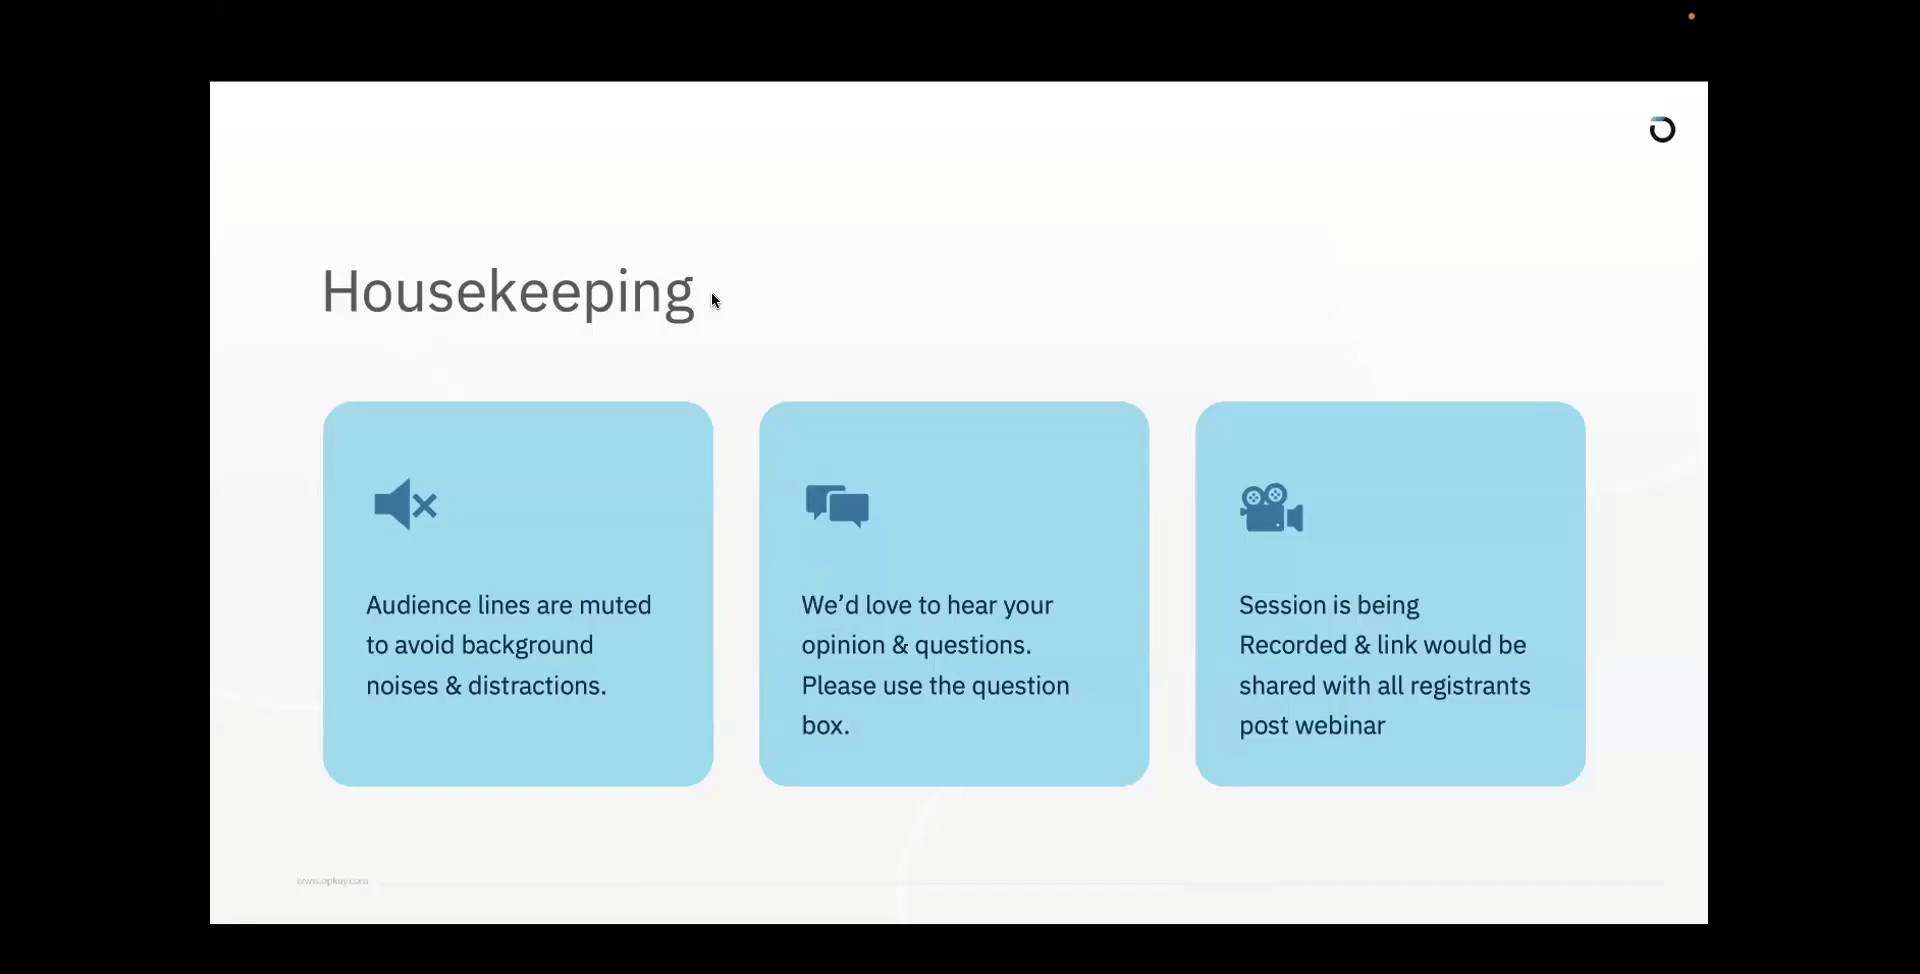 Housekeeping
Audience lines are muted
to avoid background
noises & distractions.
We’d love to hear your
opinion & questions.
Please use the question
box.
Session is being
Recorded & link would be
shared with all registrants
post webinar
www.opkey.com